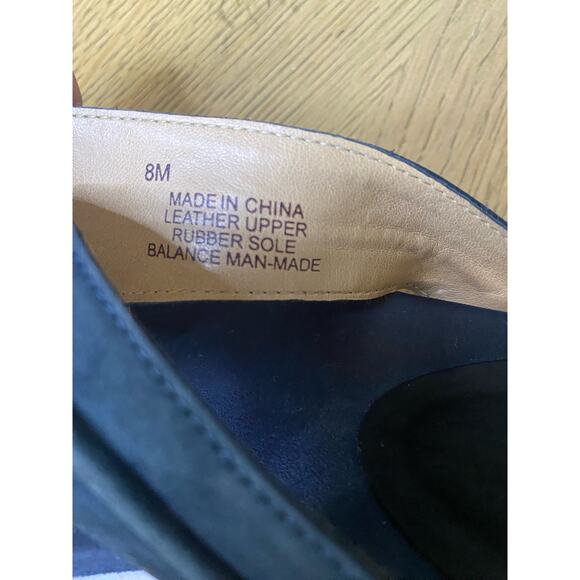 8M
MADE IN CHINA
LEATHER UPPER
RUBBER SOLE
BALANCE MAN-MADE